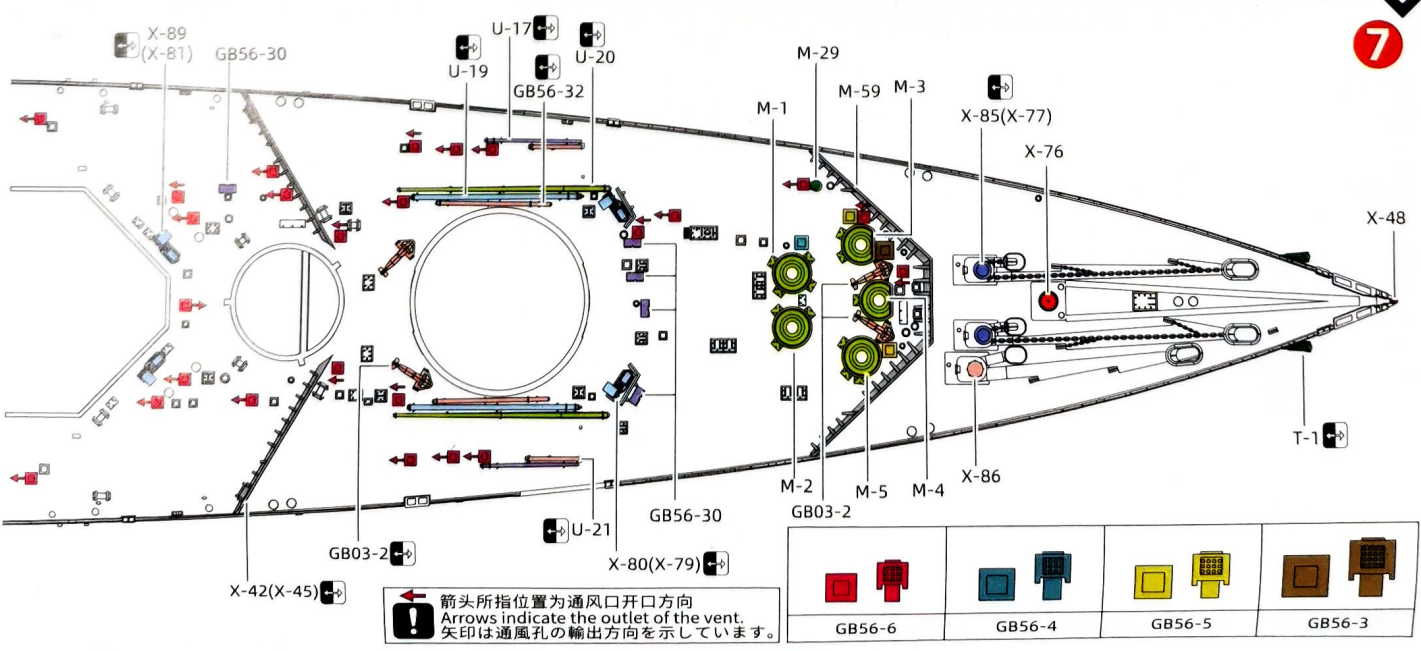 7
X-89
(X-81)
GB56-30
U-17
U-20
U-19
GB56-32
M-29
M-1
M-59
M-3
X-85(X-77)
X-76
X-48
M-2
M-5
M-4
GB03-2
X-86
T-1
GB56-30
U-21
GB03-2
X-80(X-79)
X-42(X-45)
箭头所指位置为通风口开口方向
Arrows indicate the outlet of the vent.
矢印は通風孔の輸出方向を示しています。
GB56-6
GB56-4
GB56-5
GB56-3